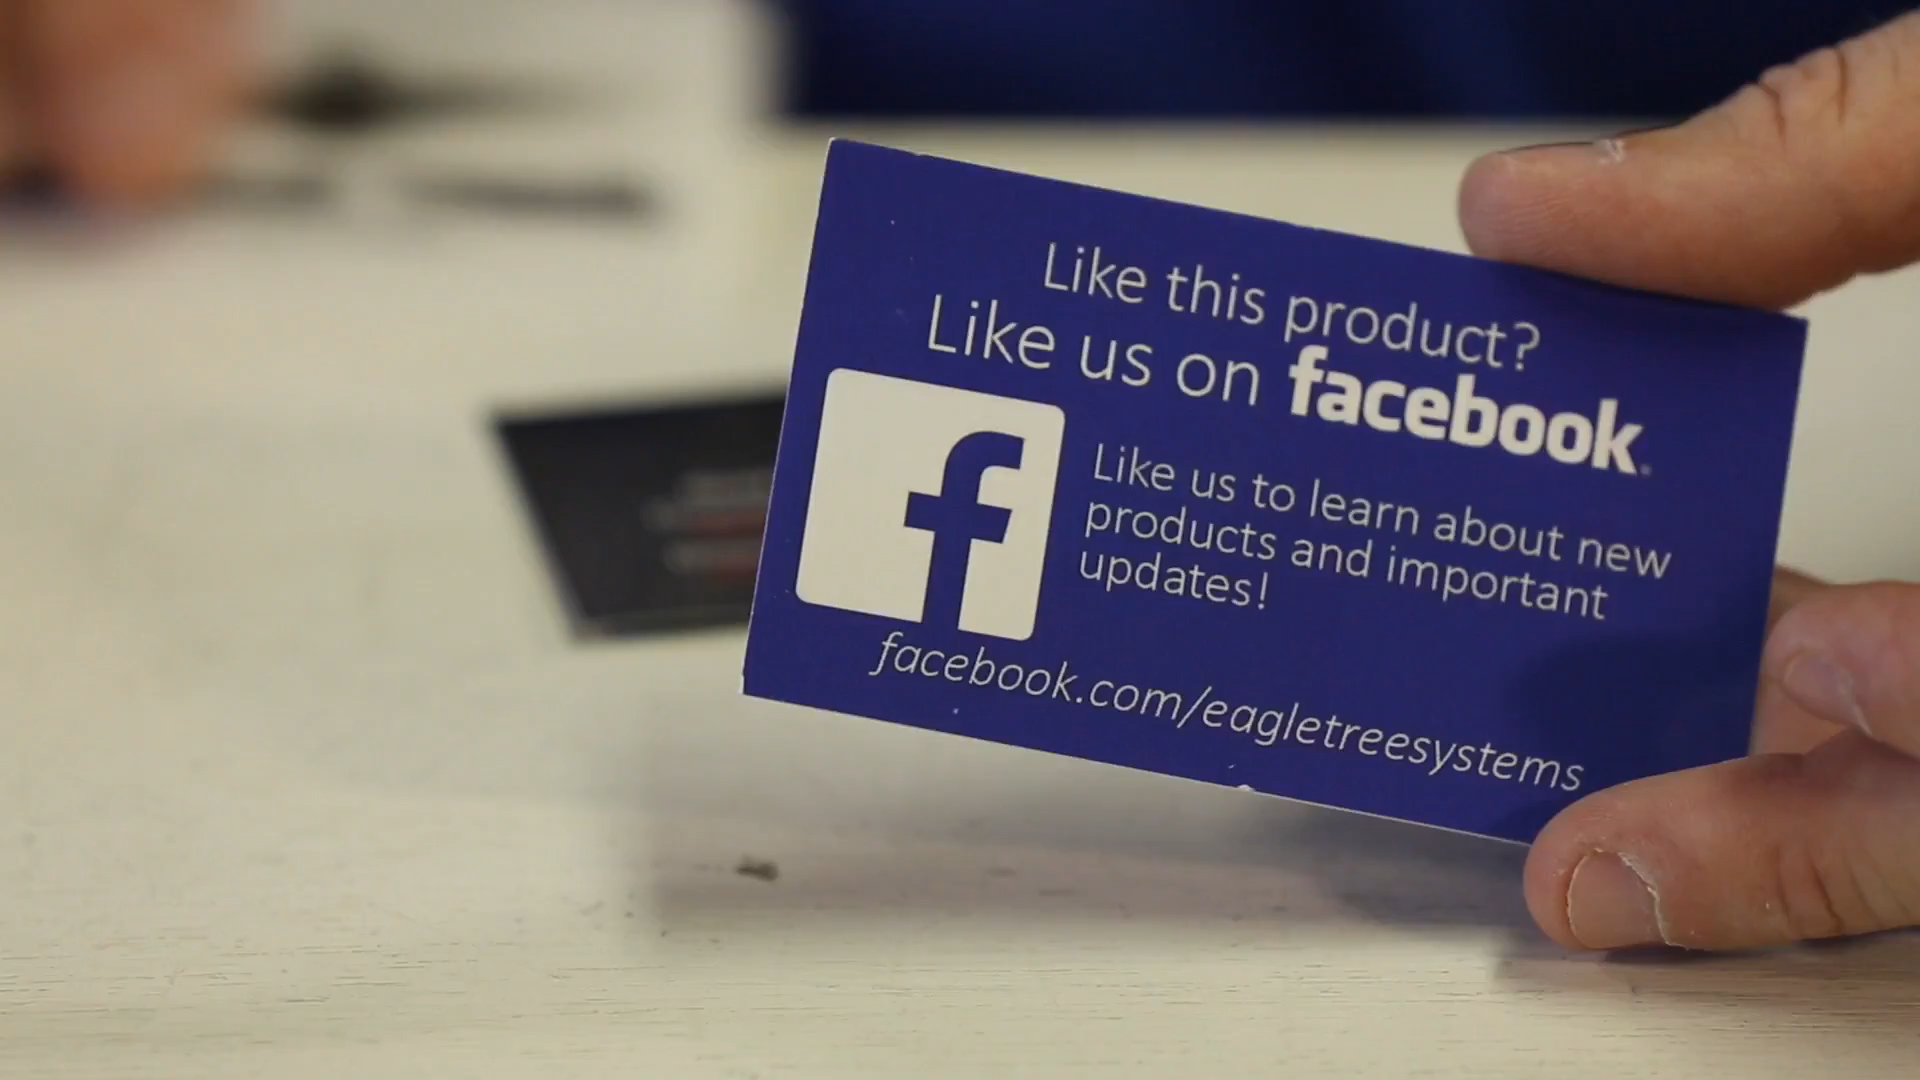 Like this product?
Like us on facebook.
Like us to learn about new
products and important
updates!
facebook.com/eagletreesystems